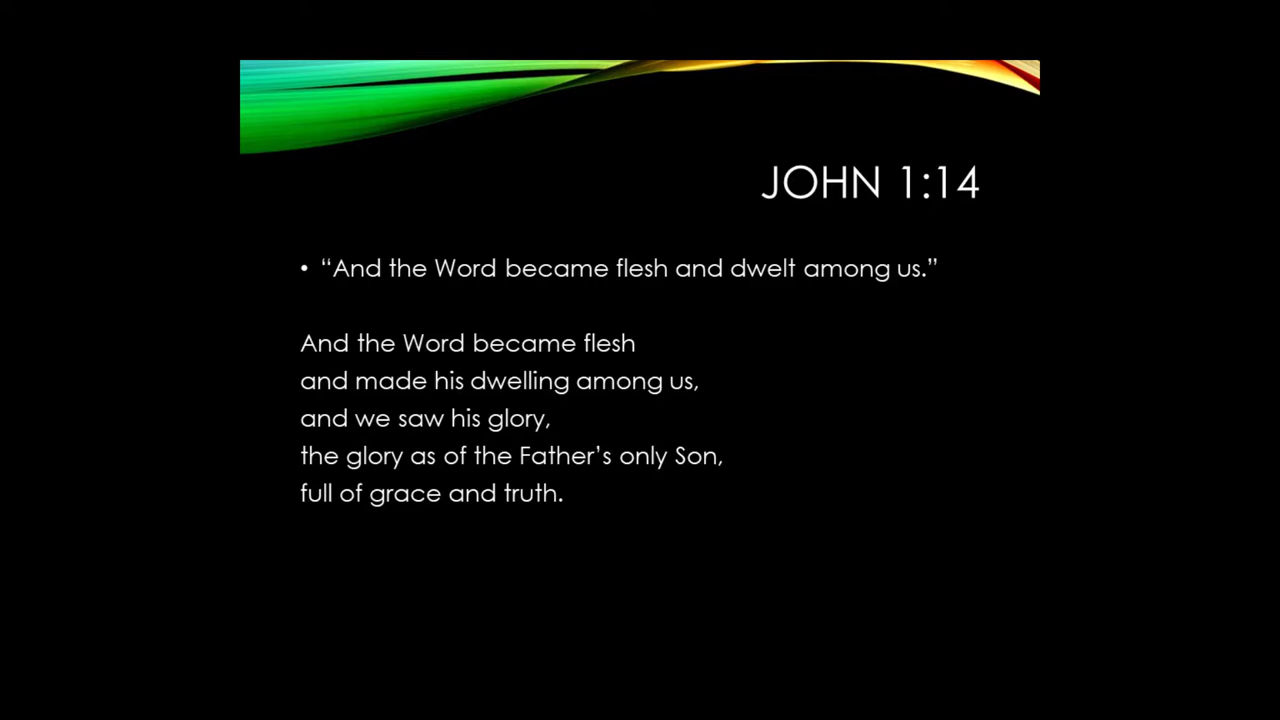 JOHN 1:14
• “And the Word became flesh and dwelt among us.”
And the Word became flesh
and made his dwelling among us,
and we saw his glory,
the glory as of the Father’s only Son,
full of grace and truth.